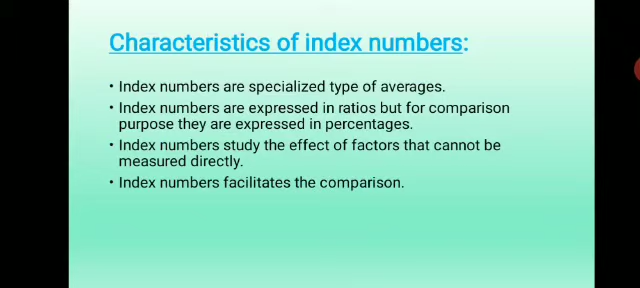 Characteristics of index numbers:
• Index numbers are specialized type of averages.
• Index numbers are expressed in ratios but for comparison
purpose they are expressed in percentages.
• Index numbers study the effect of factors that cannot be
measured directly.
• Index numbers facilitates the comparison.